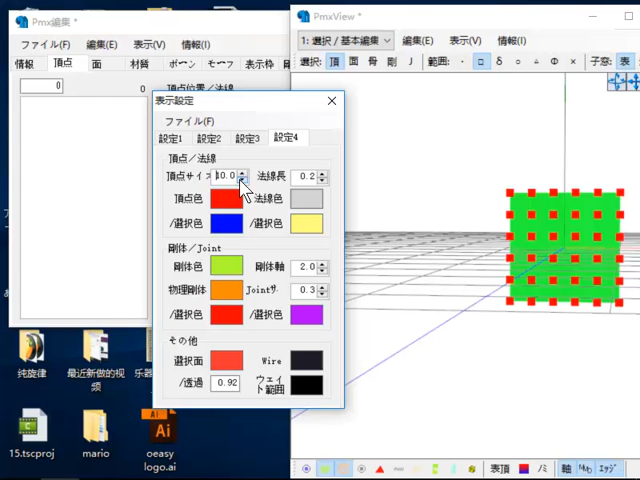 Pmx编集 *
ファイル(F) 編集(E) 表示(V) 情報(I)
情報 頂点 面 材質 ボーン モーフ 表示枠
0
0
頂点位置/法線
表示設定
ファイル(F)
設定1 設定2 設定3 設定4
頂点/法線
頂点サイズ 40.0 法線長 0.2
頂点色 法線色
/選択色 /選択色
剛体/Joint
剛体色 剛体軸 2.0
物理剛体 Jointサ. 0.3
/選択色 /選択色
その他
選択面 Wire
/透過 0.92 ウェイ
ト範囲
PmxView *
1: 選択 / 基本編集 編集(E) 表示(V) 情報(I)
選択: 頂 面 骨 剛 J 範囲: · □ δ ○ △ Φ × 子窓: 表
表頂 /ミ 軸
纯旋律
最近新做的视
频
乐器
15.tscproj
mario
Ai
oeasy
logo.ai